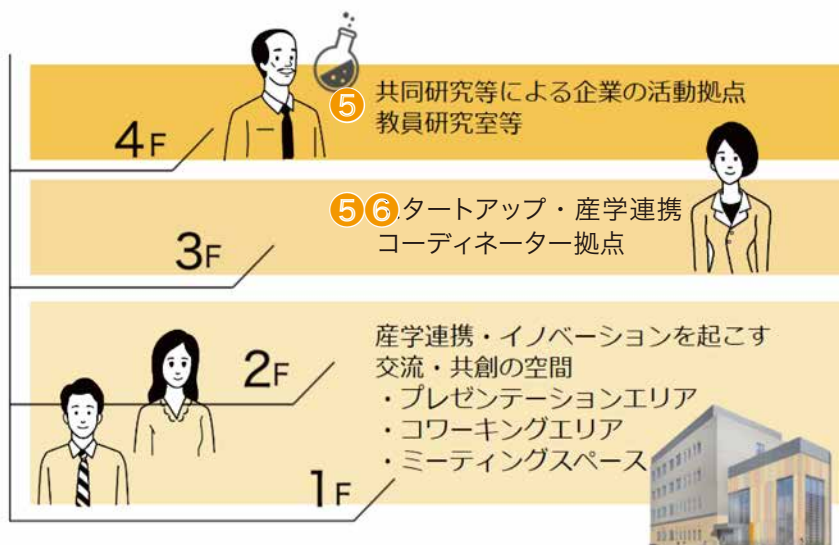 4F
⑤ 共同研究等による企業の活動拠点
教員研究室等
3F
⑤⑥タートアップ・産学連携
コーディネーター拠点
2F
産学連携・イノベーションを起こす
交流・共創の空間
・プレゼンテーションエリア
・コワーキングエリア
・ミーティングスペース
1F